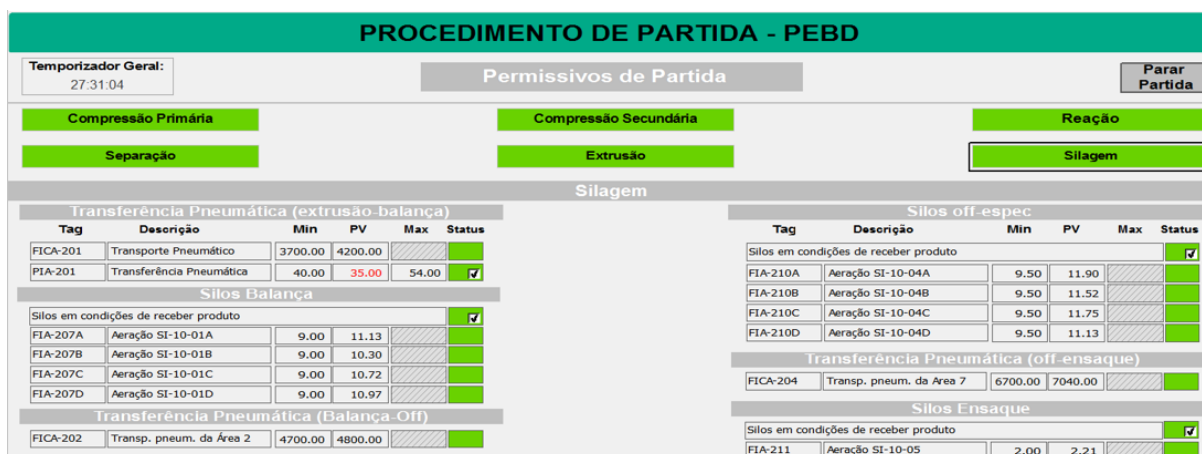 PROCEDIMENTO DE PARTIDA - PEBD
Temporizador Geral:
27:31:04
Permissivos de Partida
Parar
Partida
Compressão Primária
Compressão Secundária
Reação
Separação
Extrusão
Silagem
Silagem
Transferência Pneumática (extrusão-balança)
Tag Descrição Min PV Max Status
FICA-201 Transporte Pneumático 3700.00 4200.00
PIA-201 Transferência Pneumática 40.00 35.00 54.00
Silos Balança
Silos em condições de receber produto
FIA-207A Aeração SI-10-01A 9.00 11.13
FIA-207B Aeração SI-10-01B 9.00 10.30
FIA-207C Aeração SI-10-01C 9.00 10.72
FIA-207D Aeração SI-10-01D 9.00 10.97
Transferência Pneumática (Balança-Off)
FICA-202 Transp. pneum. da Área 2 4700.00 4800.00
Silos off-espec
Tag Descrição Min PV Max Status
Silos em condições de receber produto
FIA-210A Aeração SI-10-04A 9.50 11.90
FIA-210B Aeração SI-10-04B 9.50 11.52
FIA-210C Aeração SI-10-04C 9.50 11.75
FIA-210D Aeração SI-10-04D 9.50 11.13
Transferência Pneumática (off-ensaque)
FICA-204 Transp. pneum. da Area 7 6700.00 7040.00
Silos Ensaque
Silos em condições de receber produto
FIA-211 Aeração SI-10-05 2.00 2.21